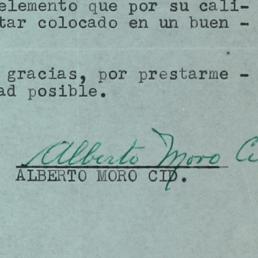 elemento que por su cali-
tar colocado en un buen -
gracias, por prestarme -
ad posible.
Alberto Moro Ci
ALBERTO MORO CID.